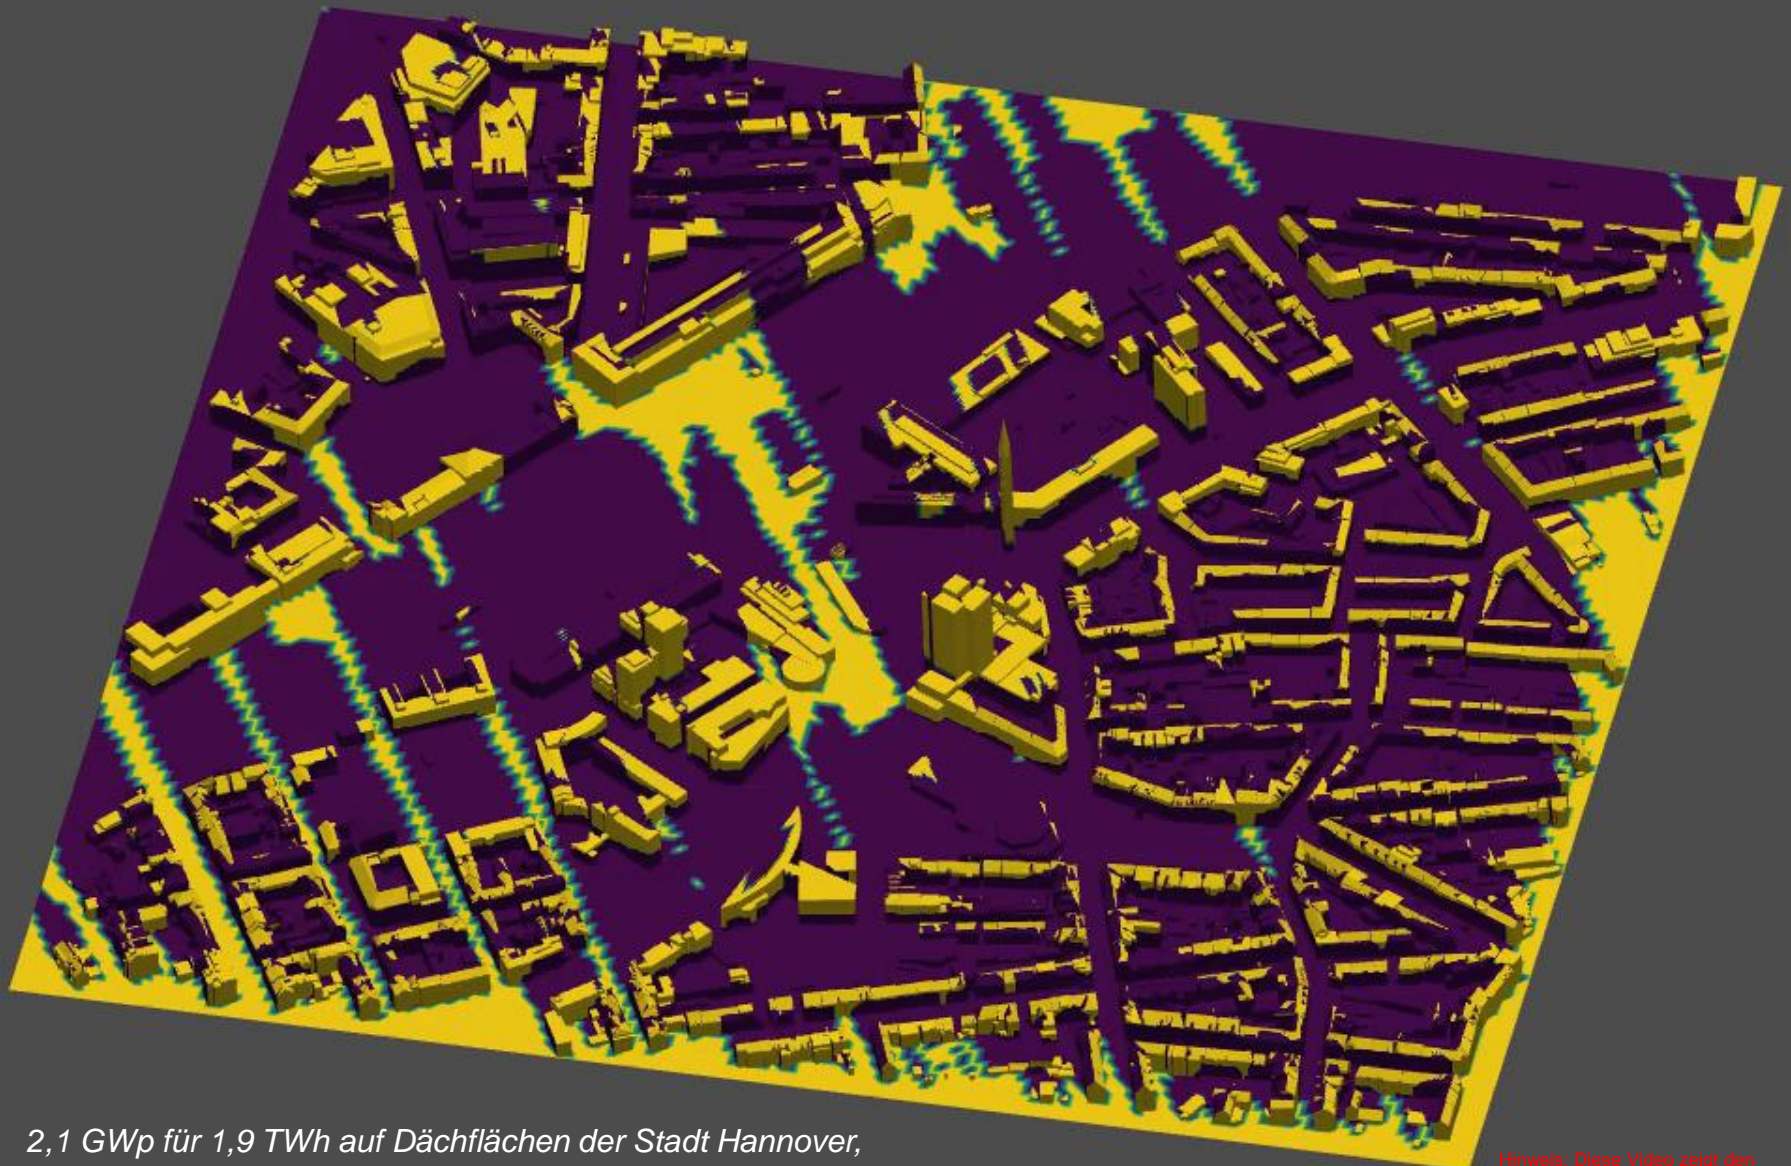 2,1 GWp für 1,9 TWh auf Dächflächen der Stadt Hannover,
Hinweis: Diese Video zeigt den